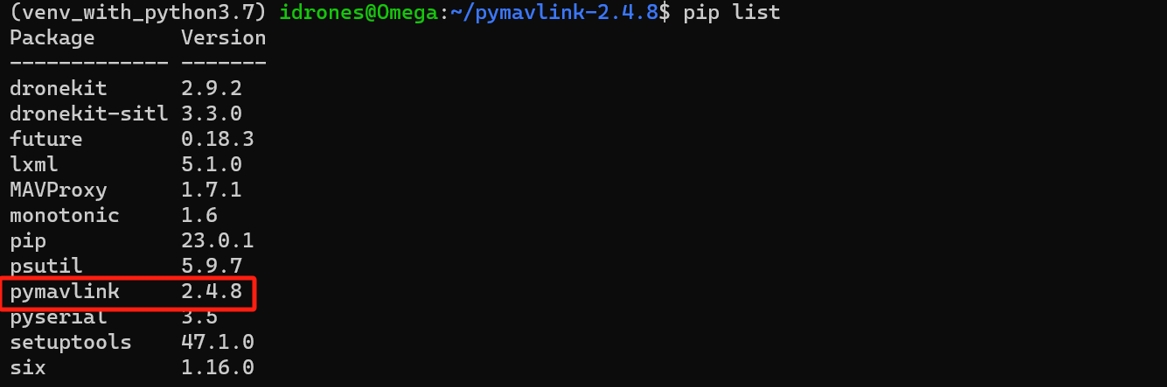 (venv_with_python3.7) idrones@Omega:~/pymavlink-2.4.8$ pip list
Package Version
------------- -------
dronekit 2.9.2
dronekit-sitl 3.3.0
future 0.18.3
lxml 5.1.0
MAVProxy 1.7.1
monotonic 1.6
pip 23.0.1
psutil 5.9.7
pymavlink 2.4.8
pyserial 3.5
setuptools 47.1.0
six 1.16.0